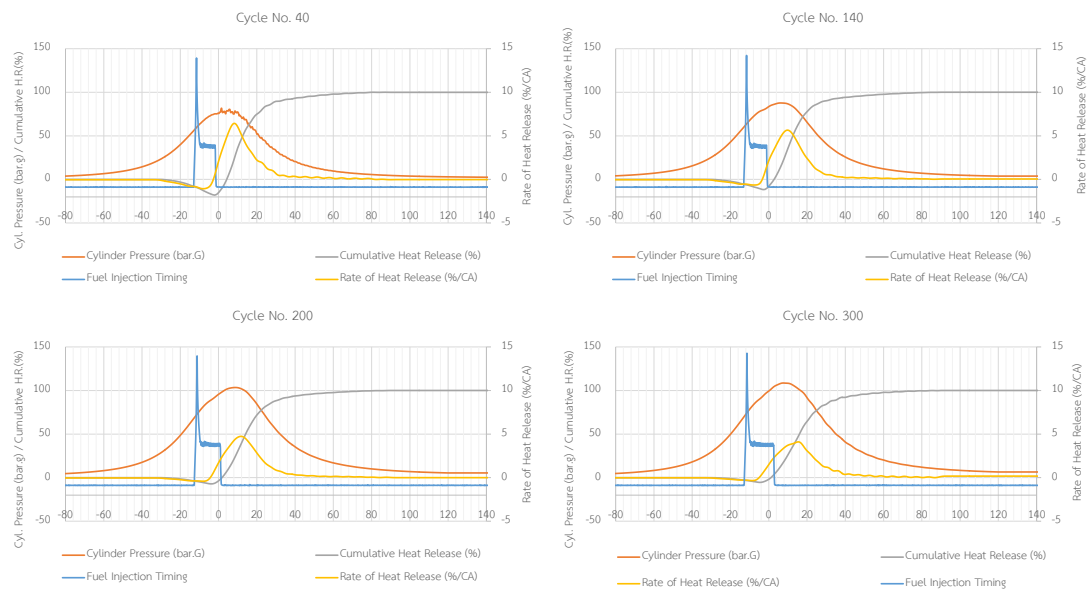 Cycle No. 40
Cyl. Pressure (bar.g) / Cumulative H.R.(%)
150
100
50
0
-50
15
10
5
0
-5
Rate of Heat Release (%/CA)
-80 -60 -40 -20 0 20 40 60 80 100 120 140
Cylinder Pressure (bar.G) Cumulative Heat Release (%)
Fuel Injection Timing Rate of Heat Release (%/CA)
Cycle No. 140
Cyl. Pressure (bar.g) / Cumulative H.R.(%)
150
100
50
0
-50
15
10
5
0
-5
Rate of Heat Release (%/CA)
-80 -60 -40 -20 0 20 40 60 80 100 120 140
Cylinder Pressure (bar.G) Cumulative Heat Release (%)
Fuel Injection Timing Rate of Heat Release (%/CA)
Cycle No. 200
Cyl. Pressure (bar.g) / Cumulative H.R.(%)
150
100
50
0
-50
15
10
5
0
-5
Rate of Heat Release (%/CA)
-80 -60 -40 -20 0 20 40 60 80 100 120 140
Cylinder Pressure (bar.G) Cumulative Heat Release (%)
Fuel Injection Timing Rate of Heat Release (%/CA)
Cycle No. 300
Cyl. Pressure (bar.g) / Cumulative H.R.(%)
150
100
50
0
-50
15
10
5
0
-5
Rate of Heat Release (%/CA)
-80 -60 -40 -20 0 20 40 60 80 100 120 140
Cylinder Pressure (bar.G) Cumulative Heat Release (%)
Rate of Heat Release (%/CA) Fuel Injection Timing